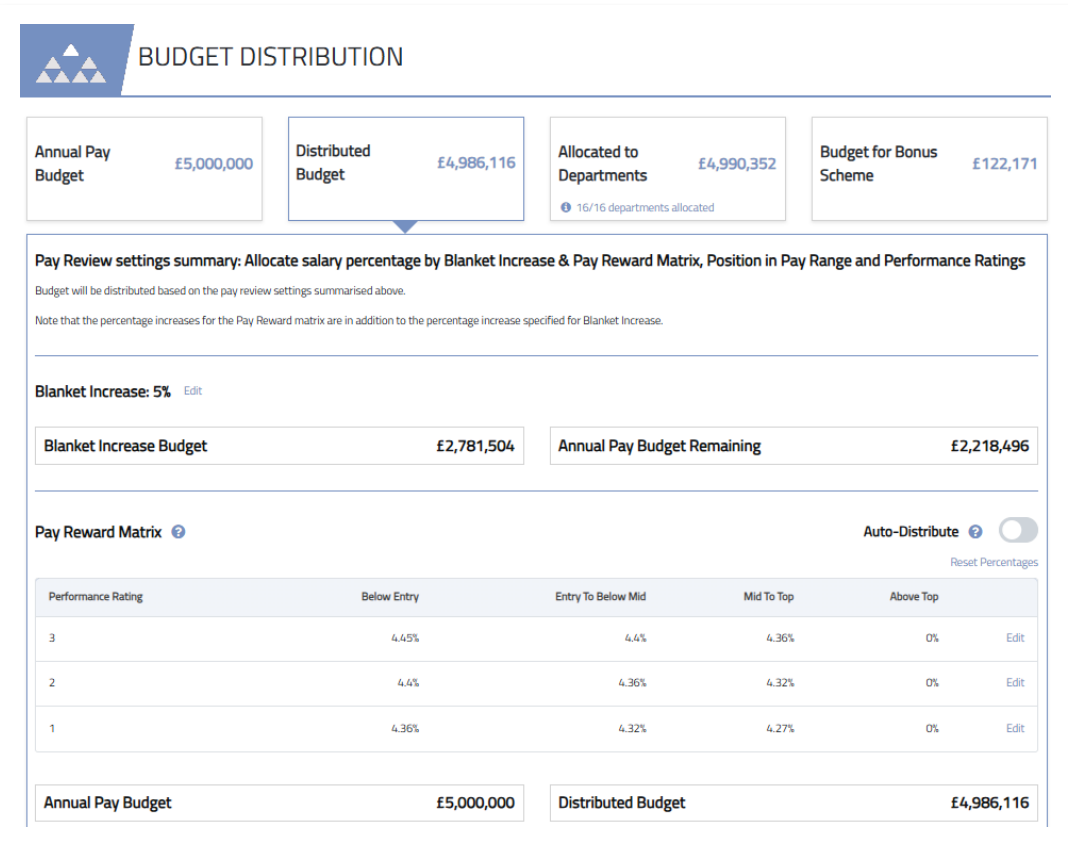 BUDGET DISTRIBUTION
Annual Pay Budget £5,000,000
Distributed Budget £4,986,116
Allocated to Departments £4,990,352
16/16 departments allocated
Budget for Bonus Scheme £122,171
Pay Review settings summary: Allocate salary percentage by Blanket Increase & Pay Reward Matrix, Position in Pay Range and Performance Ratings
Budget will be distributed based on the pay review settings summarised above.
Note that the percentage increases for the Pay Reward matrix are in addition to the percentage increase specified for Blanket Increase.
Blanket Increase: 5% Edit
Blanket Increase Budget £2,781,504 Annual Pay Budget Remaining £2,218,496
Pay Reward Matrix ? Auto-Distribute ?
Reset Percentages
Performance Rating Below Entry Entry To Below Mid Mid To Top Above Top
3 4.45% 4.4% 4.36% 0% Edit
2 4.4% 4.36% 4.32% 0% Edit
1 4.36% 4.32% 4.27% 0% Edit
Annual Pay Budget £5,000,000 Distributed Budget £4,986,116